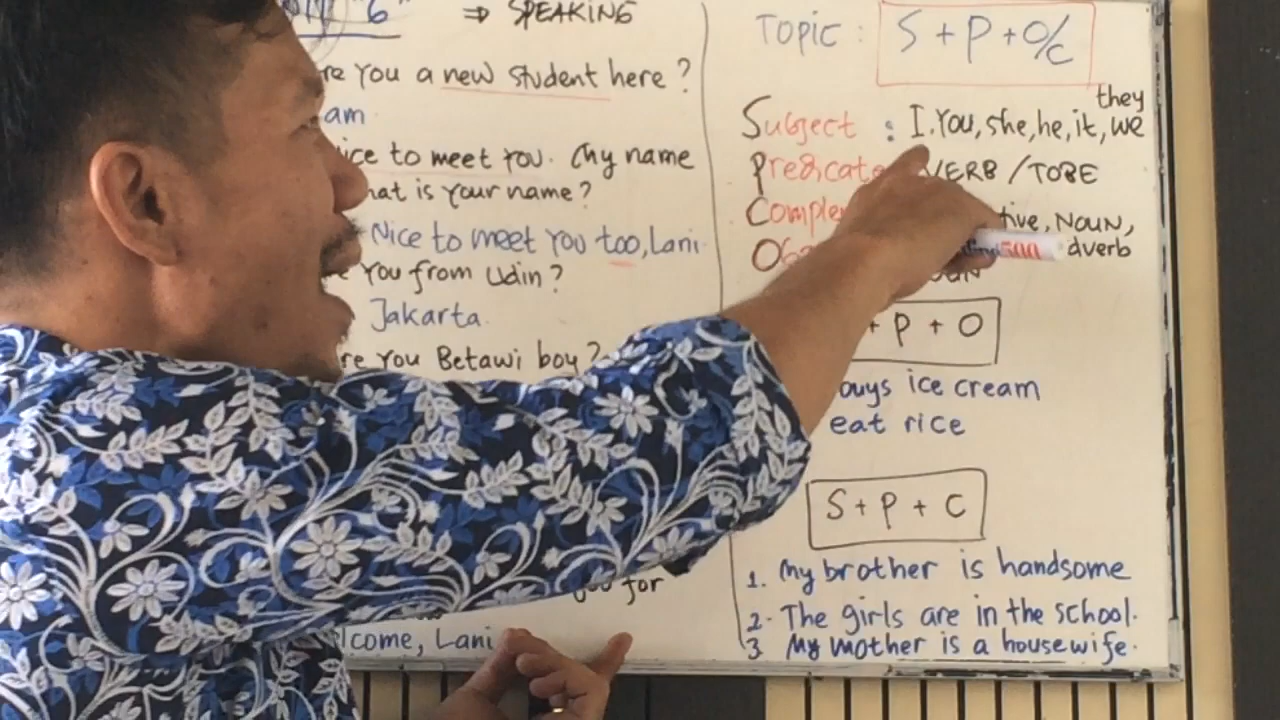 "6" ⇒ SPEAKING
re you a new student here?
am
ice to meet you. My name
hat is your name?
Nice to meet you too, Lani.
you from Udin?
Jakarta.
re you Betawi boy?
for
lcome, Lani
Topic: S + P + O/C
they
Subject : I. You, she, he, it, we
Predicate VERB / TOBE
Comple tive, NOUN,
dverb
+ P + O
buys ice cream
eat rice
S + P + C
1. My brother is handsome
2. The girls are in the school.
3. My mother is a housewife.